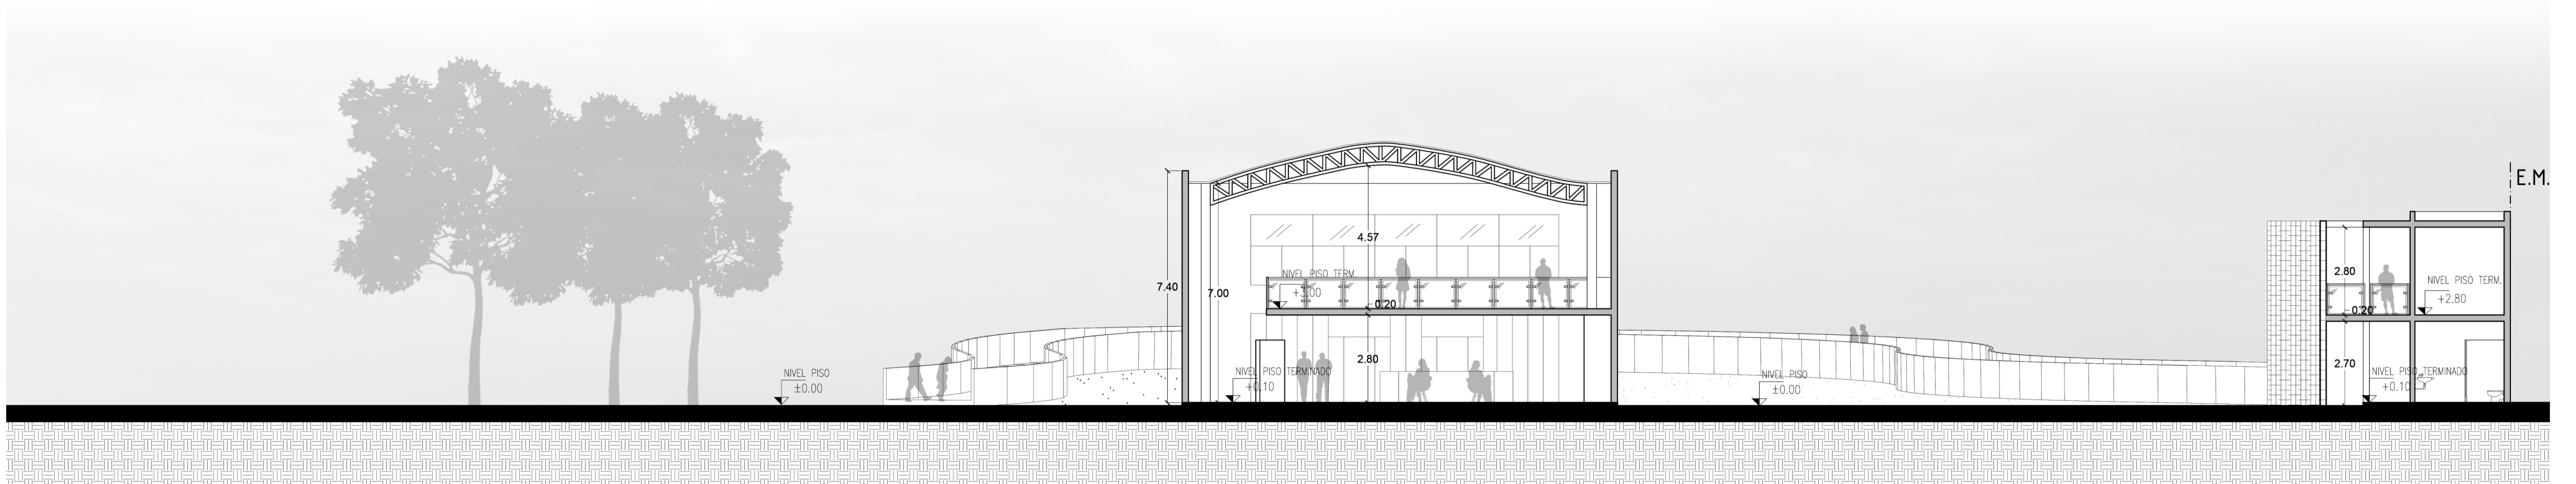 E.M.
4.57
NIVEL PISO TERM.
+3.00
7.40
7.00
0.20
2.80
NIVEL PISO
±0.00
NIVEL PISO TERMINADO
+0.10
NIVEL PISO
±0.00
2.80
NIVEL PISO TERM.
+2.80
0.20
2.70
NIVEL PISO TERMINADO
+0.10